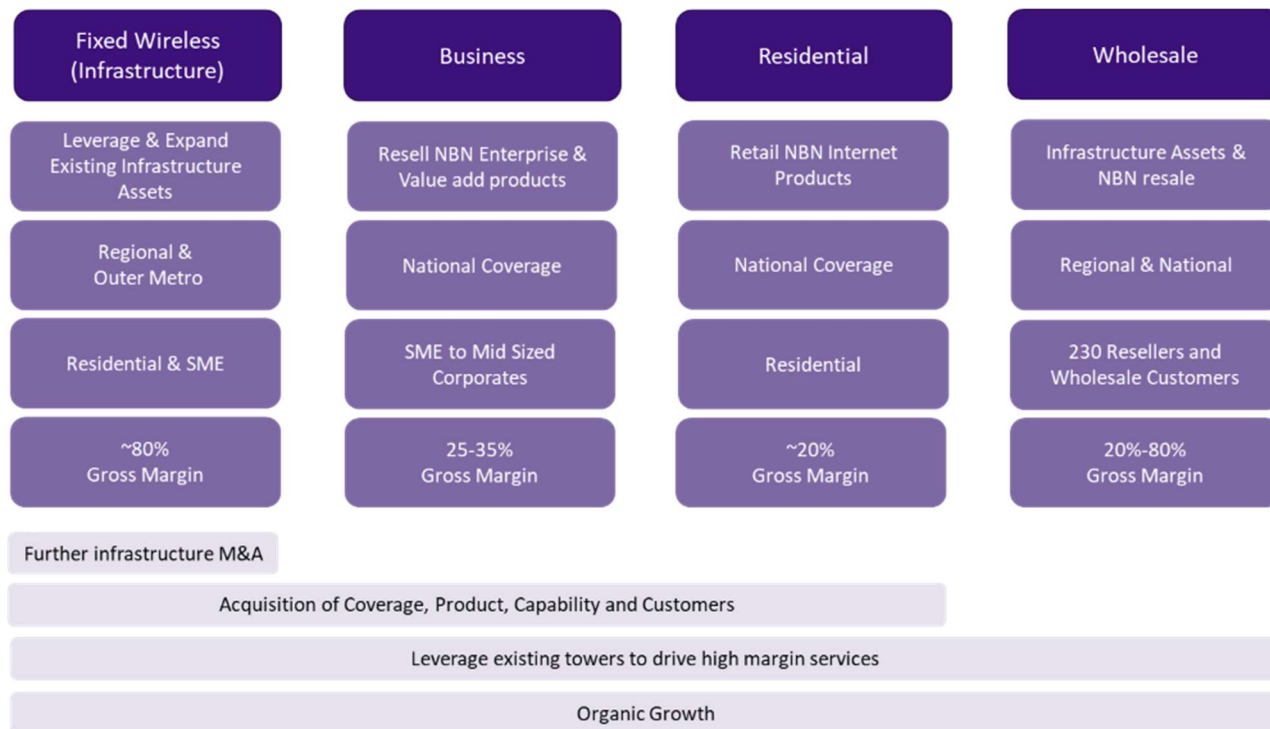 Fixed Wireless
(Infrastructure)
Business
Residential
Wholesale
Leverage & Expand
Existing Infrastructure
Assets
Resell NBN Enterprise &
Value add products
Retail NBN Internet
Products
Infrastructure Assets &
NBN resale
Regional &
Outer Metro
National Coverage
National Coverage
Regional & National
Residential & SME
SME to Mid Sized
Corporates
Residential
230 Resellers and
Wholesale Customers
~80%
Gross Margin
25-35%
Gross Margin
~20%
Gross Margin
20%-80%
Gross Margin
Further infrastructure M&A
Acquisition of Coverage, Product, Capability and Customers
Leverage existing towers to drive high margin services
Organic Growth